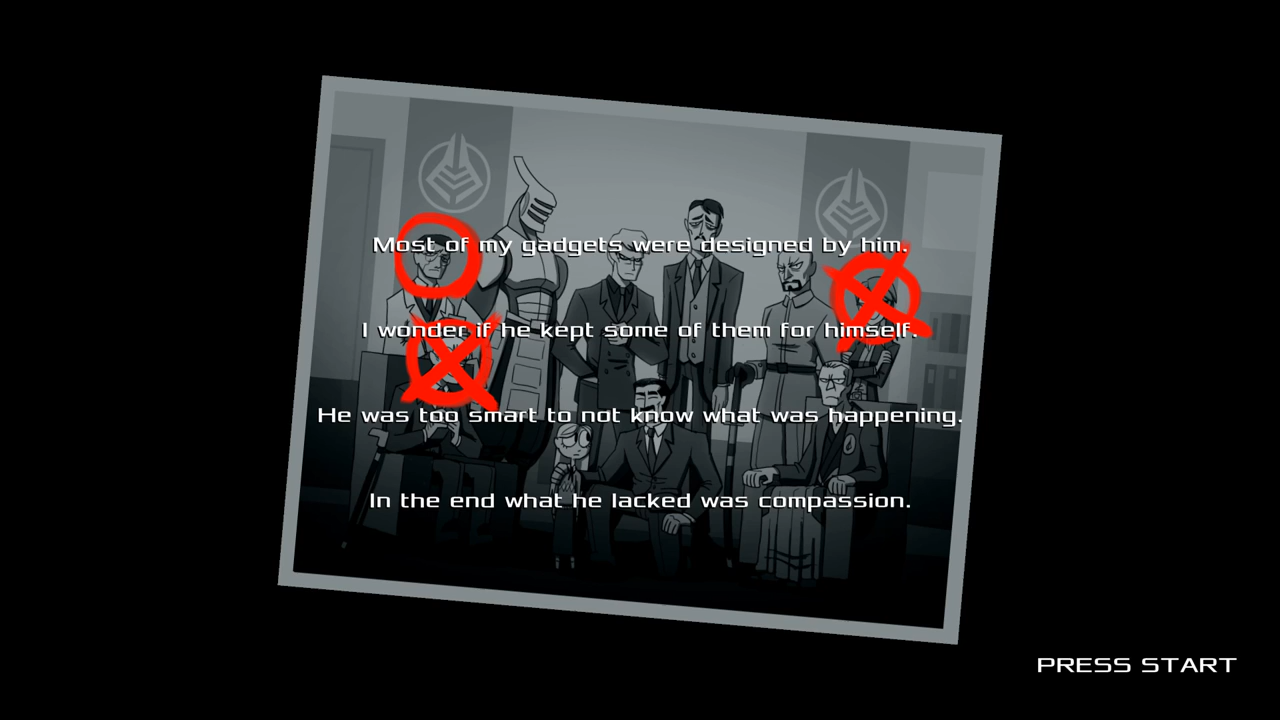 Most of my gadgets were designed by him.
I wonder if he kept some of them for himself.
He was too smart to not know what was happening.
In the end what he lacked was compassion.
PRESS START